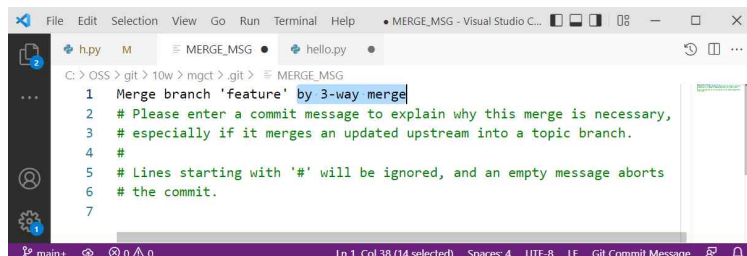 File Edit Selection View Go Run Terminal Help ● MERGE_MSG - Visual Studio C...
h.py M MERGE_MSG ● hello.py ●
C: > OSS > git > 10w > mgct > .git > MERGE_MSG
1 Merge branch 'feature' by 3-way merge
2 # Please enter a commit message to explain why this merge is necessary,
3 # especially if it merges an updated upstream into a topic branch.
4 #
5 # Lines starting with '#' will be ignored, and an empty message aborts
6 # the commit.
7
2
1
main+ 0 0 Ln 1, Col 38 (14 selected) Spaces: 4 UTF-8 LF Git Commit Message